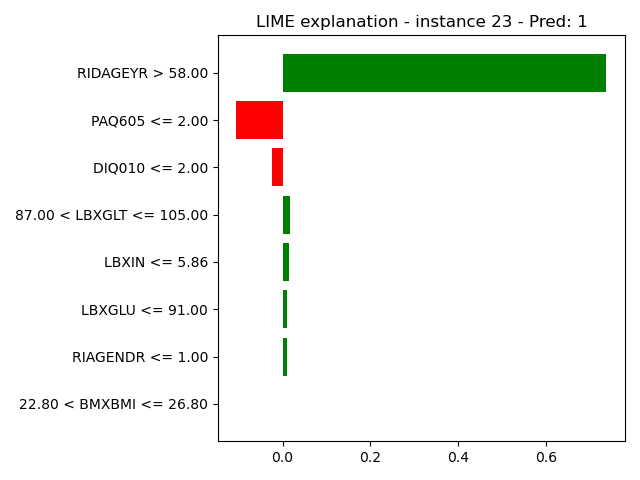 LIME explanation - instance 23 - Pred: 1
RIDAGEYR > 58.00
PAQ605 <= 2.00
DIQ010 <= 2.00
87.00 < LBXGLT <= 105.00
LBXIN <= 5.86
LBXGLU <= 91.00
RIAGENDR <= 1.00
22.80 < BMXBMI <= 26.80
0.0 0.2 0.4 0.6